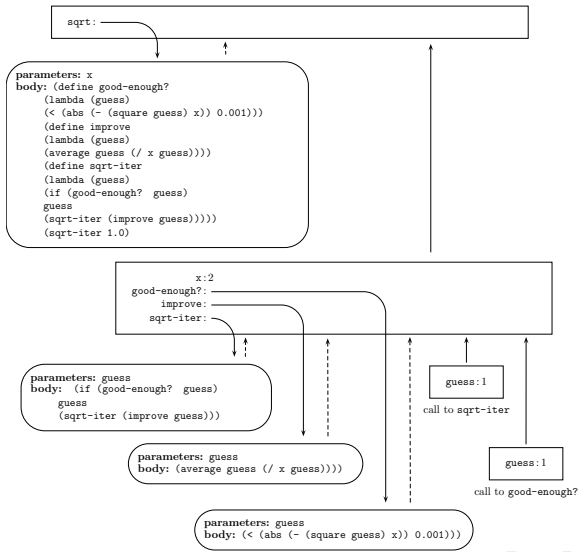 sqrt:
parameters: x
body: (define good-enough?
(lambda (guess)
(< (abs (- (square guess) x)) 0.001)))
(define improve
(lambda (guess)
(average guess (/ x guess))))
(define sqrt-iter
(lambda (guess)
(if (good-enough? guess)
guess
(sqrt-iter (improve guess)))))
(sqrt-iter 1.0)
x:2
good-enough?:
improve:
sqrt-iter:
parameters: guess
body: (if (good-enough? guess)
guess
(sqrt-iter (improve guess)))
guess:1
call to sqrt-iter
parameters: guess
body: (average guess (/ x guess))))
guess:1
call to good-enough?
parameters: guess
body: (< (abs (- (square guess) x)) 0.001)))